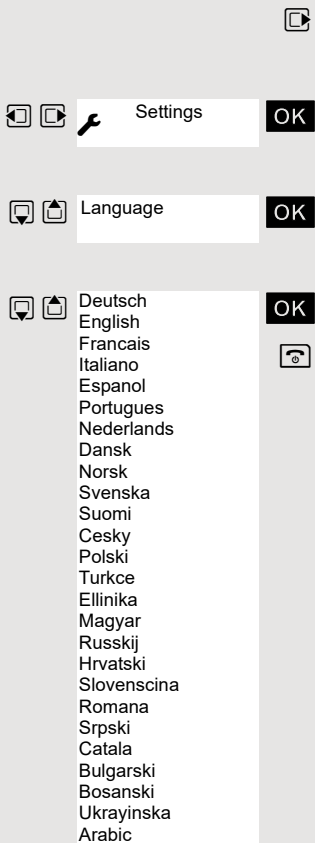 Settings OK
Language OK
Deutsch OK
English
Francais
Italiano
Espanol
Portugues
Nederlands
Dansk
Norsk
Svenska
Suomi
Cesky
Polski
Turkce
Ellinika
Magyar
Russkij
Hrvatski
Slovenscina
Romana
Srpski
Catala
Bulgarski
Bosanski
Ukrayinska
Arabic